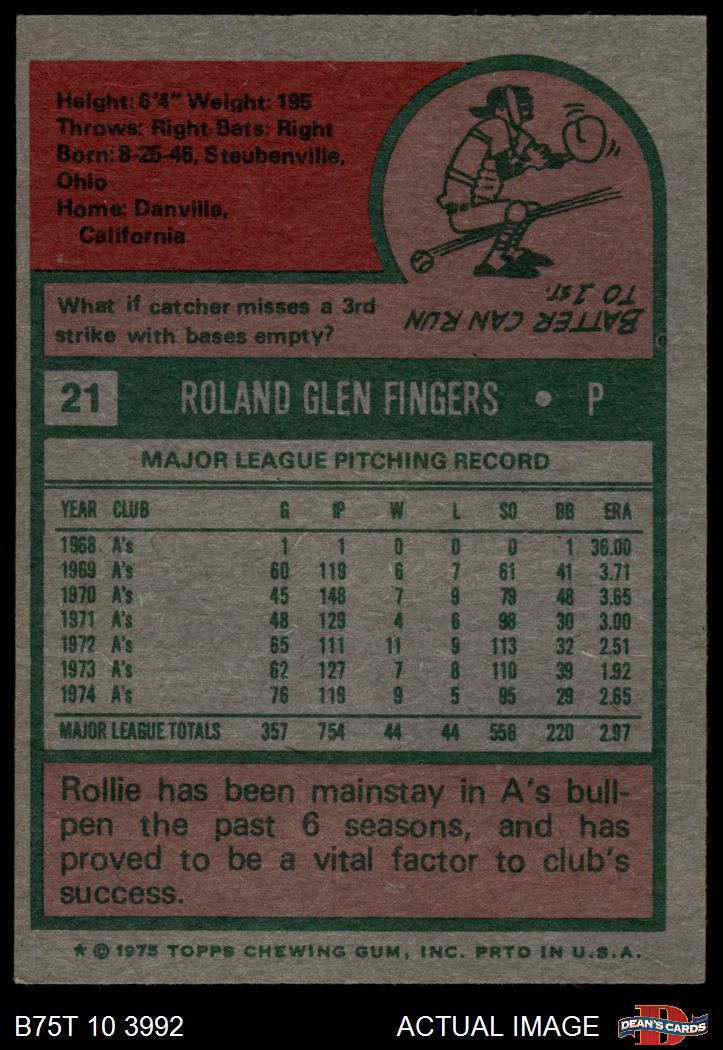 Height: 6'4" Weight: 195
Throws: Right Bats: Right
Born: 8-25-46, Steubenville,
Ohio
Home: Danville,
California
What if catcher misses a 3rd
strike with bases empty?
BATTER CAN RUN
TO 1ST.
21 ROLAND GLEN FINGERS • P
MAJOR LEAGUE PITCHING RECORD
YEAR CLUB G IP W L SO BB ERA
1968 A's 1 1 0 0 0 1 36.00
1969 A's 60 119 6 7 61 41 3.71
1970 A's 45 148 7 9 79 48 3.65
1971 A's 48 129 4 6 98 30 3.00
1972 A's 65 111 11 9 113 32 2.51
1973 A's 62 127 7 8 110 39 1.92
1974 A's 76 119 9 5 95 29 2.65
MAJOR LEAGUE TOTALS 357 754 44 44 556 220 2.97
Rollie has been mainstay in A's bull-
pen the past 6 seasons, and has
proved to be a vital factor to club's
success.
* © 1975 TOPPS CHEWING GUM, INC. PRTD IN U.S.A.
B75T 10 3992 ACTUAL IMAGE DEAN'S CARDS